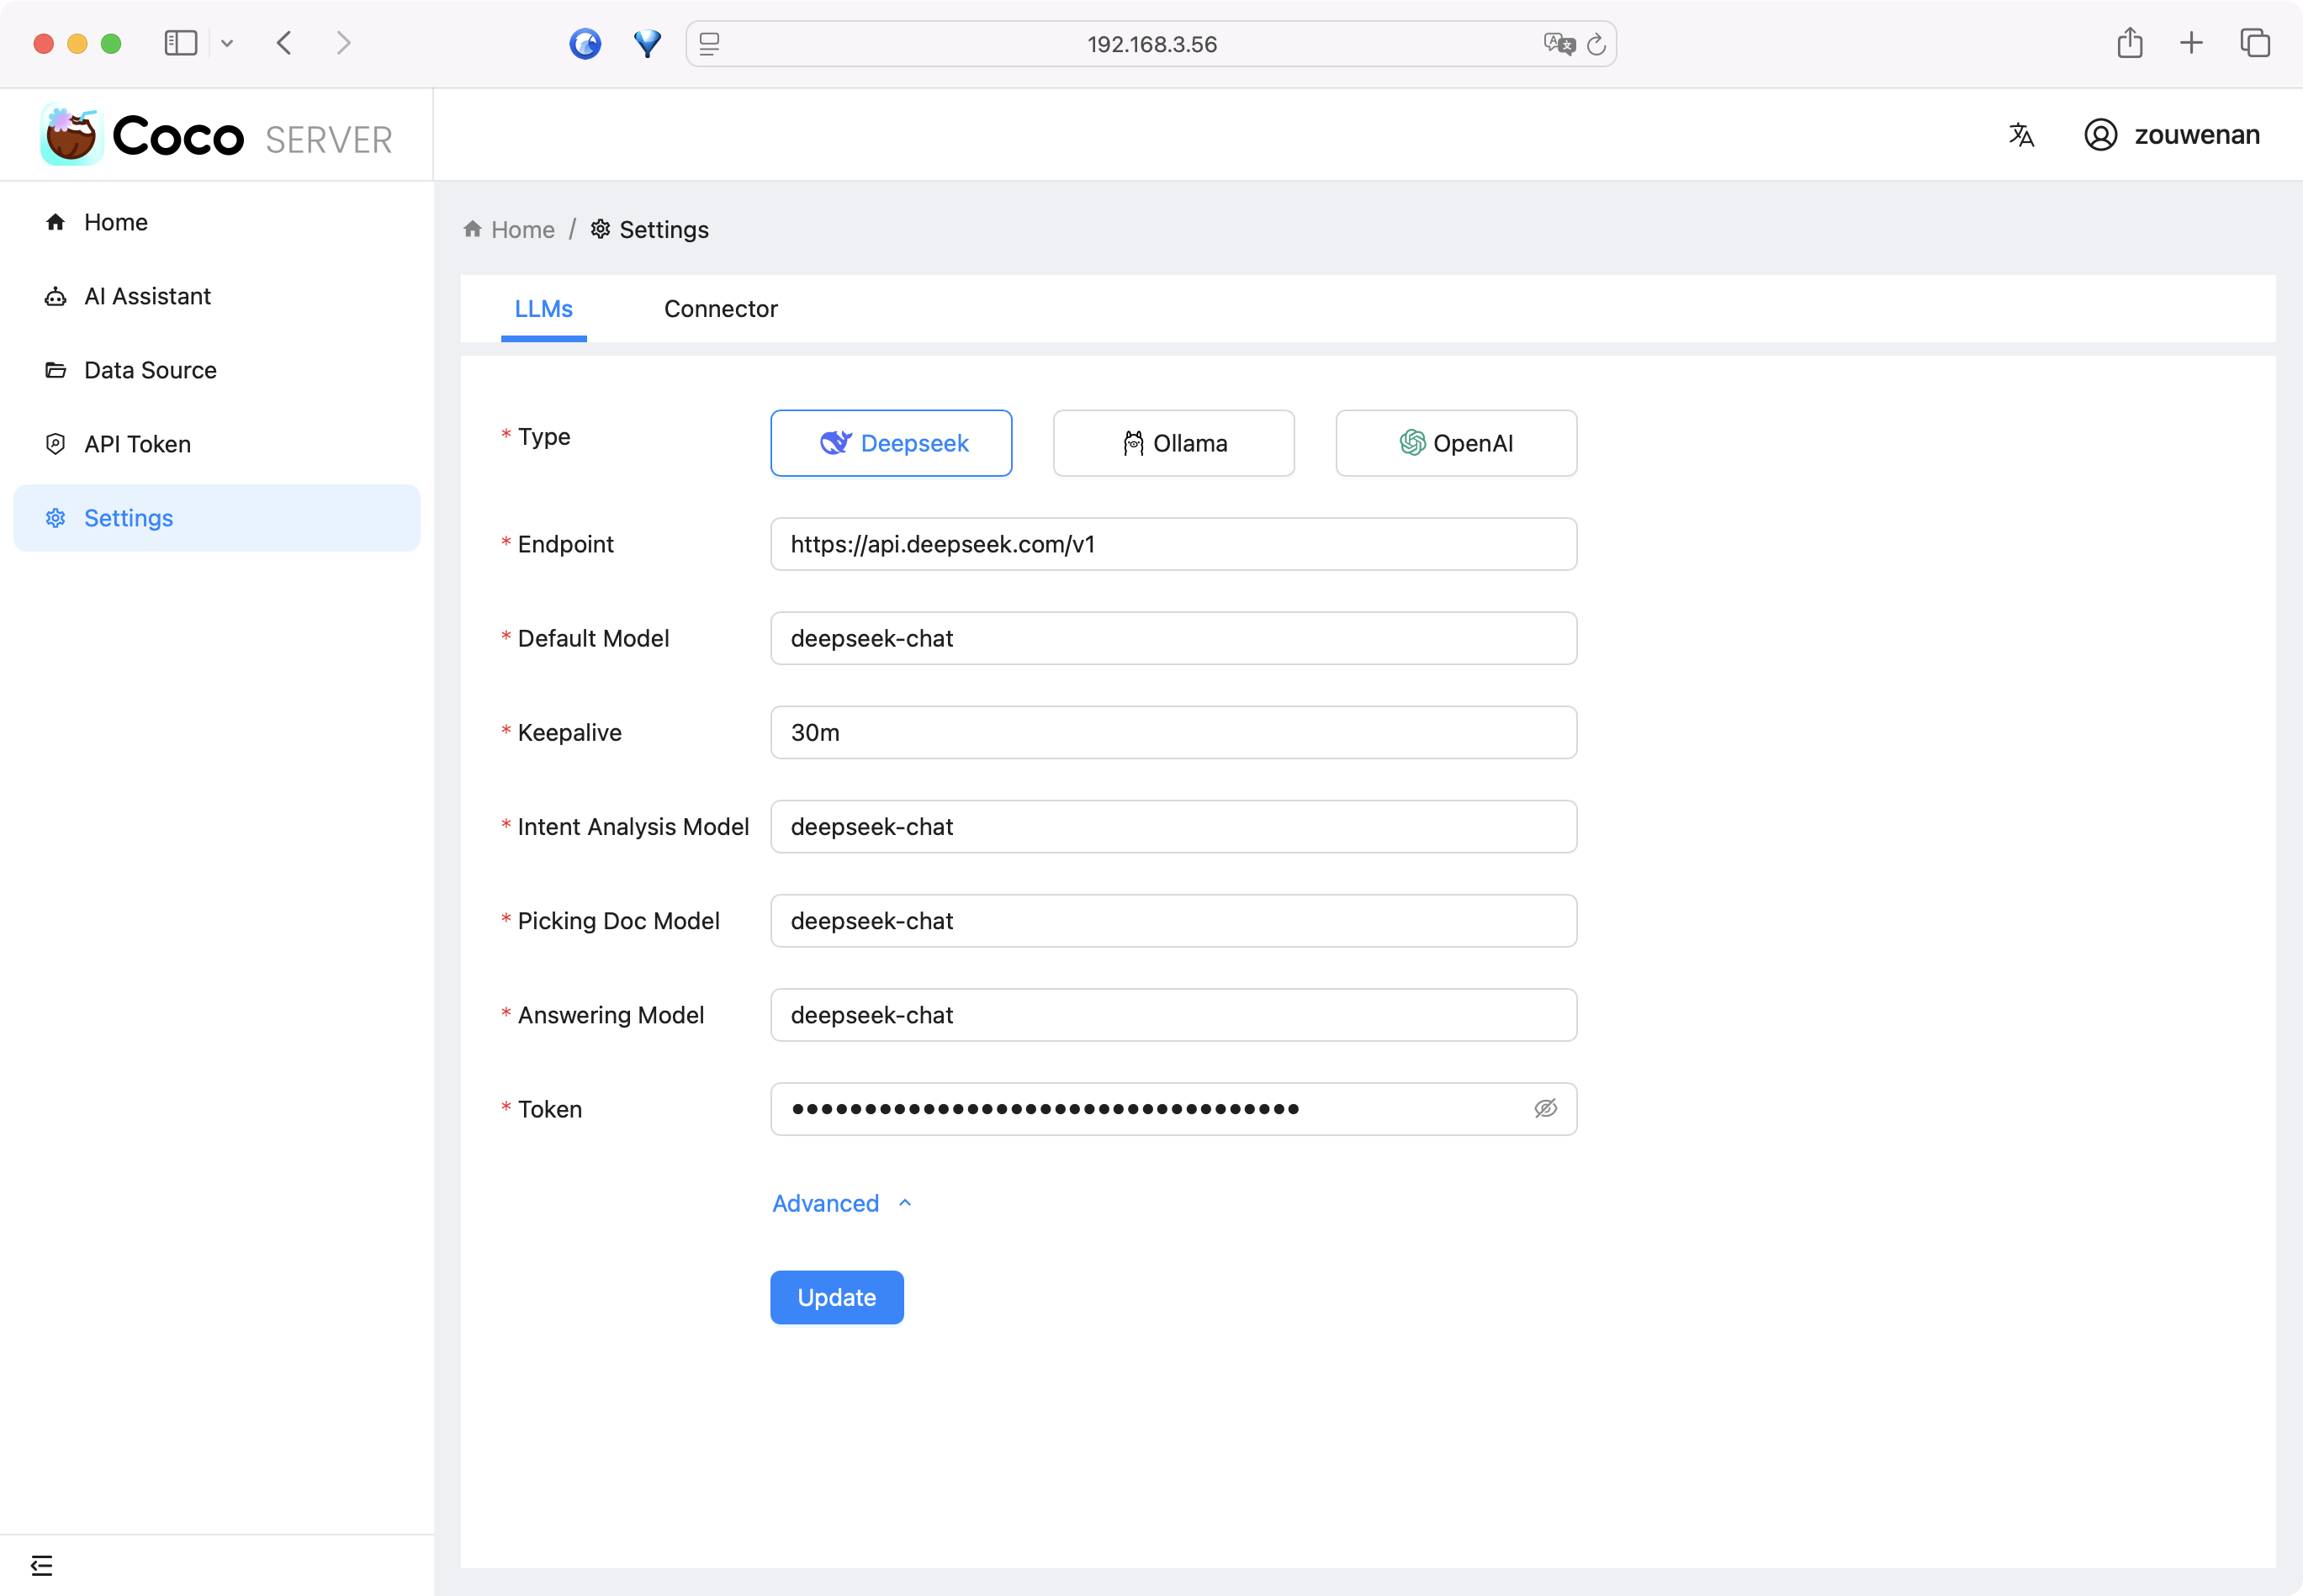 192.168.3.56
Coco SERVER
zouwenan
Home
AI Assistant
Data Source
API Token
Settings
Home / Settings
LLMs Connector
* Type Deepseek Ollama OpenAI
* Endpoint https://api.deepseek.com/v1
* Default Model deepseek-chat
* Keepalive 30m
* Intent Analysis Model deepseek-chat
* Picking Doc Model deepseek-chat
* Answering Model deepseek-chat
* Token •••••••••••••••••••••••••••••••••••
Advanced
Update